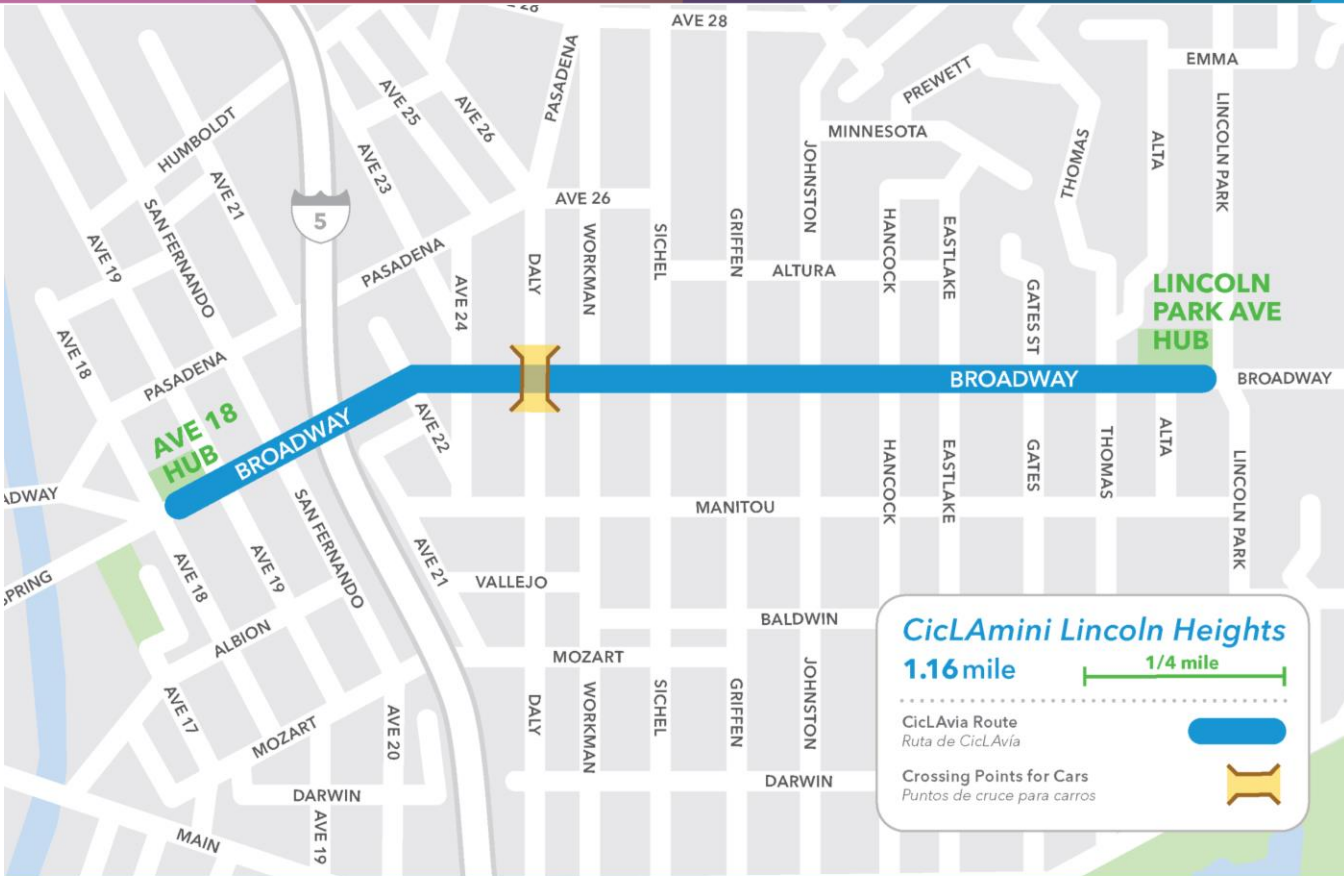 28
AVE 28
EMMA
PASADENA
AVE 25
AVE 26
PREWETT
LINCOLN PARK
HUMBOLDT
MINNESOTA
THOMAS
ALTA
JOHNSTON
AVE 23
AVE 21
5
AVE 26
SAN FERNANDO
AVE 19
PASADENA
DALY
WORKMAN
SICHEL
GRIFFEN
ALTURA
HANCOCK
EASTLAKE
GATES ST
AVE 24
LINCOLN
PARK AVE
HUB
AVE 18
PASADENA
BROADWAY
BROADWAY
AVE 18
HUB
BROADWAY
AVE 22
ADWAY
HANCOCK
EASTLAKE
GATES
THOMAS
ALTA
LINCOLN PARK
MANITOU
SAN FERNANDO
AVE 19
AVE 18
AVE 21
SPRING
VALLEJO
ALBION
BALDWIN
MOZART
AVE 17
MOZART
AVE 20
DALY
WORKMAN
SICHEL
GRIFFEN
JOHNSTON
DARWIN
DARWIN
AVE 19
MAIN
CicLAmini Lincoln Heights
1.16 mile
1/4 mile
CicLAvia Route
Ruta de CicLAvía
Crossing Points for Cars
Puntos de cruce para carros